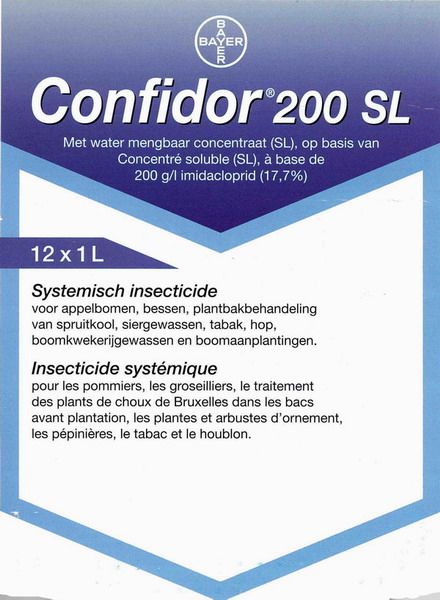 BAYER
BAYER
Confidor® 200 SL
Met water mengbaar concentraat (SL), op basis van
Concentré soluble (SL), à base de
200 g/l imidacloprid (17,7%)
12 x 1 L
Systemisch insecticide
voor appelbomen, bessen, plantbakbehandeling
van spruitkool, siergewassen, tabak, hop,
boomkwekerijgewassen en boomaanplantingen.
Insecticide systémique
pour les pommiers, les groseilliers, le traitement
des plants de choux de Bruxelles dans les bacs
avant plantation, les plantes et arbustes d'ornement,
les pépinières, le tabac et le houblon.